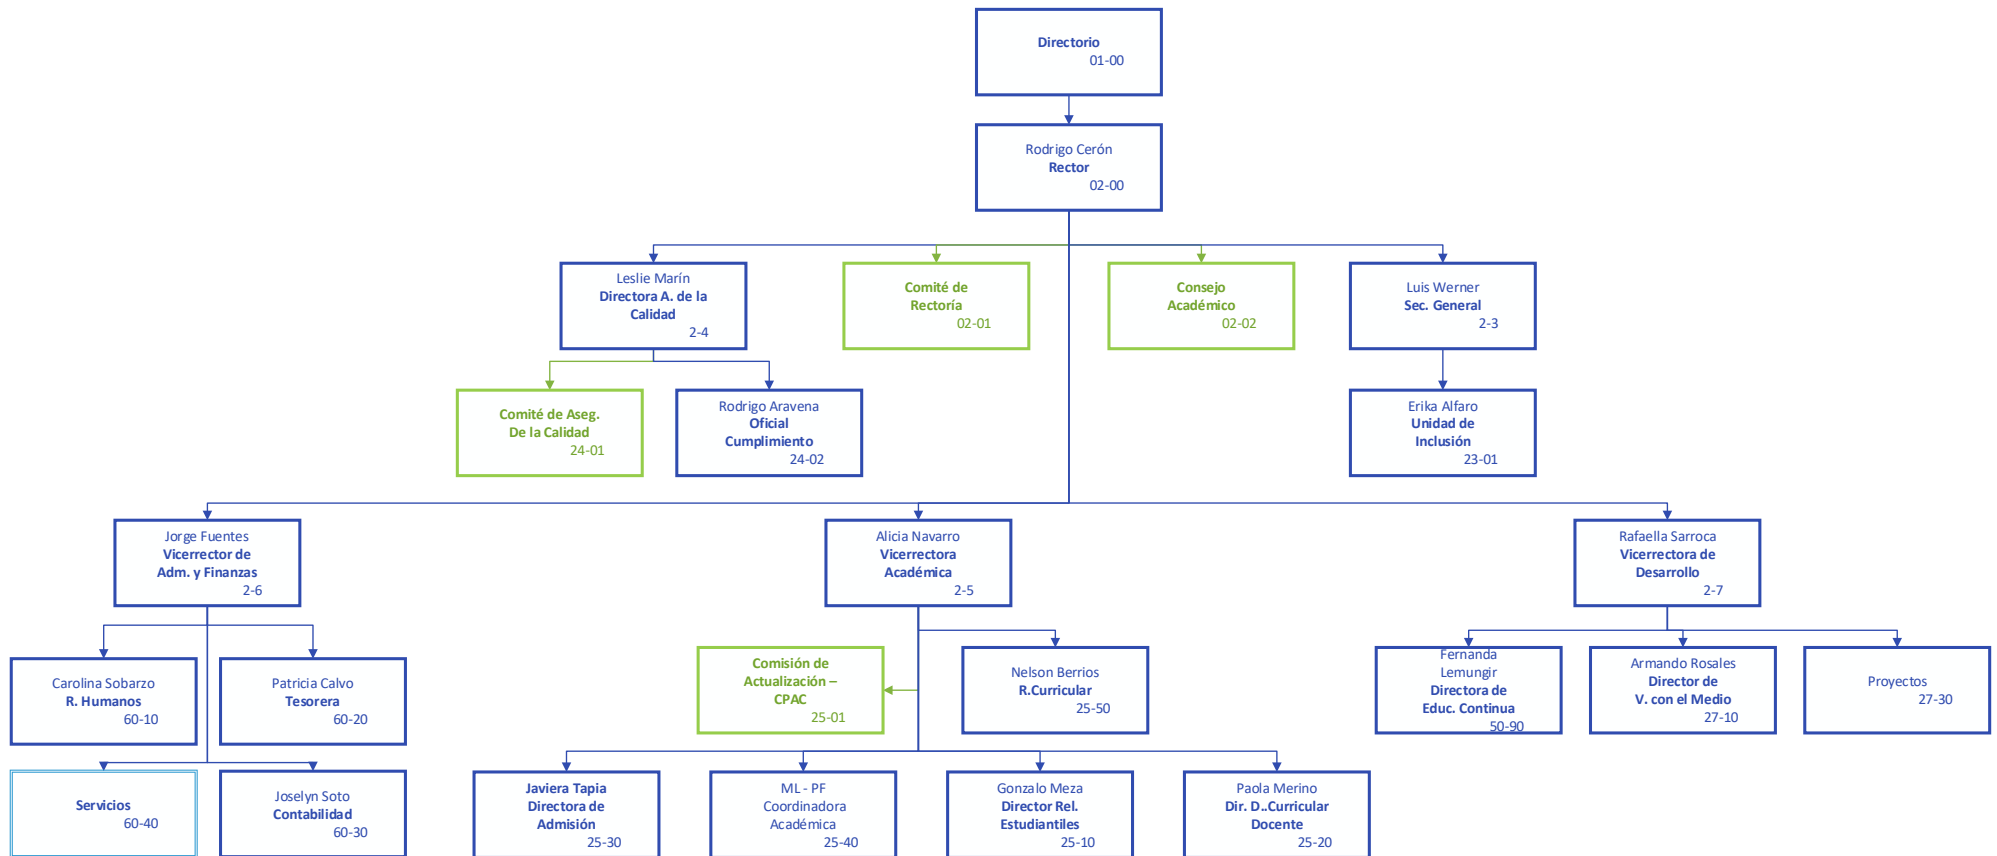 Directorio
01-00
Rodrigo Cerón
Rector
02-00
Leslie Marín
Directora A. de la
Calidad
2-4
Comité de
Rectoría
02-01
Consejo
Académico
02-02
Luis Werner
Sec. General
2-3
Comité de Aseg.
De la Calidad
24-01
Rodrigo Aravena
Oficial
Cumplimiento
24-02
Erika Alfaro
Unidad de
Inclusión
23-01
Jorge Fuentes
Vicerrector de
Adm. y Finanzas
2-6
Alicia Navarro
Vicerrectora
Académica
2-5
Rafaella Sarroca
Vicerrectora de
Desarrollo
2-7
Carolina Sobarzo
R. Humanos
60-10
Patricia Calvo
Tesorera
60-20
Comisión de
Actualización –
CPAC
25-01
Nelson Berrios
R.Curricular
25-50
Fernanda
Lemungir
Directora de
Educ. Continua
50-90
Armando Rosales
Director de
V. con el Medio
27-10
Proyectos
27-30
Servicios
60-40
Joselyn Soto
Contabilidad
60-30
Javiera Tapia
Directora de
Admisión
25-30
ML - PF
Coordinadora
Académica
25-40
Gonzalo Meza
Director Rel.
Estudiantiles
25-10
Paola Merino
Dir. D..Curricular
Docente
25-20